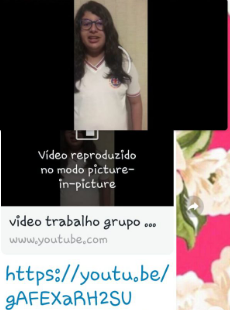 Vídeo reproduzido
no modo picture-
in-picture
vídeo trabalho grupo ...
www.youtube.com
https://youtu.be/
gAFEXaRH2SU